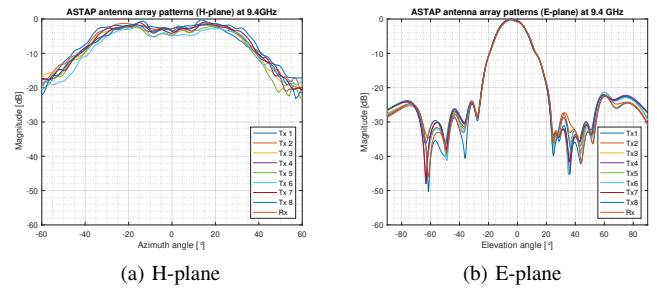 ASTAP antenna array patterns (H-plane) at 9.4GHz
0
-10
-20
-30
-40
-50
-60
Magnitude [dB]
-60
-40
-20
0
20
40
60
Azimuth angle [°]
Tx 1
Tx 2
Tx 3
Tx 4
Tx 5
Tx 6
Tx 7
Tx 8
Rx
(a) H-plane
ASTAP antenna array patterns (E-plane) at 9.4 GHz
0
-10
-20
-30
-40
-50
-60
Magnitude [dB]
-80
-60
-40
-20
0
20
40
60
80
Elevation angle [°]
Tx1
Tx2
Tx3
Tx4
Tx5
Tx6
Tx7
Tx8
Rx
(b) E-plane